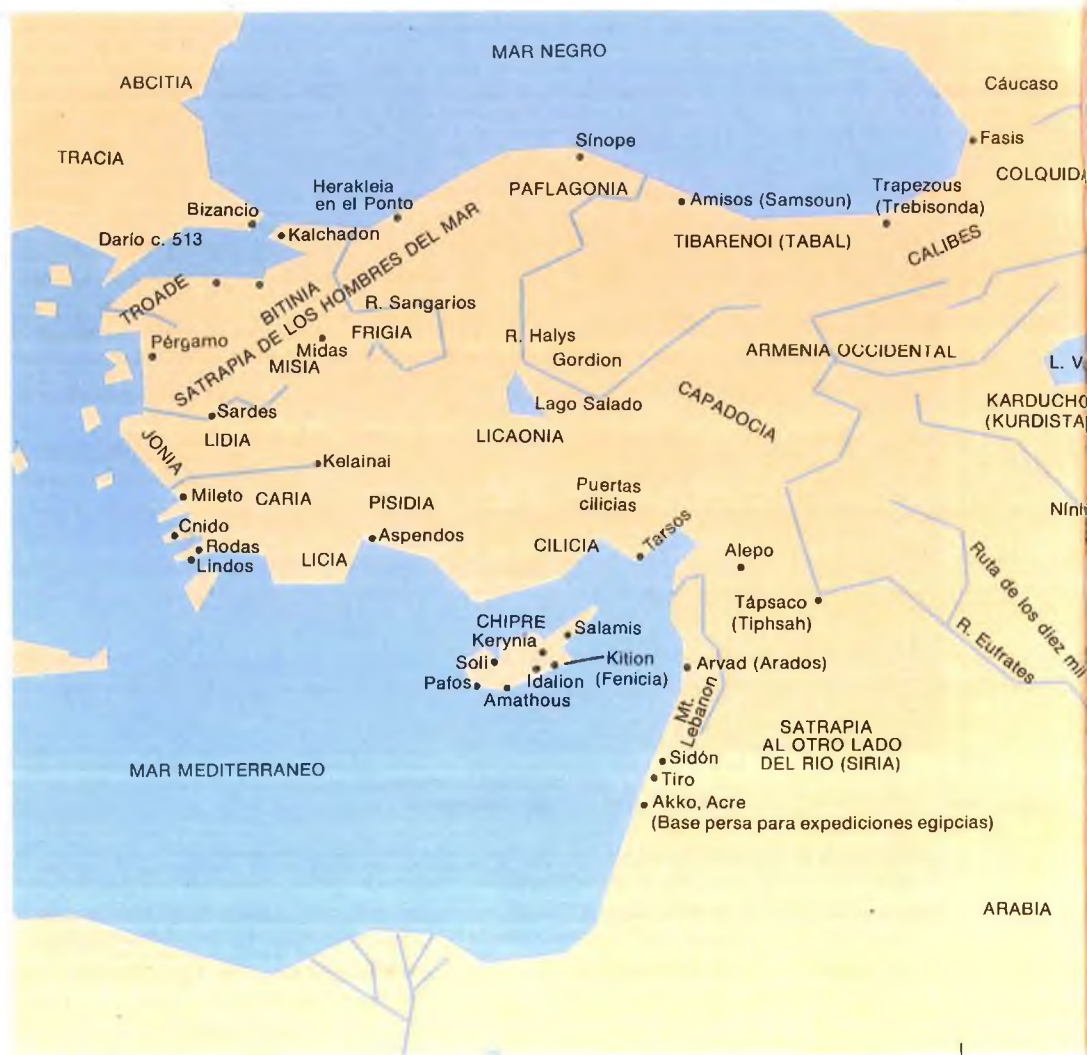 MAR NEGRO
ABCITIA
Cáucaso
Fasis
TRACIA
Sínope
COLQUIDA
Herakleia
en el Ponto
PAFLAGONIA
Amisos (Samsoun)
Trapezous
(Trebisonda)
Bizancio
Kalchadon
Darío c. 513
TIBARENOI (TABAL)
CALIBES
TROADE
BITINIA
SATRAPIA DE LOS HOMBRES DEL MAR
R. Sangarios
FRIGIA
Midas
MISIA
Pérgamo
R. Halys
Gordion
ARMENIA OCCIDENTAL
L. V
Lago Salado
CAPADOCIA
KARDUCHO
(KURDISTA
Sardes
LIDIA
JONIA
LICAONIA
Kelainai
Mileto
CARIA
PISIDIA
Puertas
cilicias
Níni
Cnido
Rodas
Lindos
LICIA
Aspendos
CILICIA
Tarsos
Alepo
Tápsaco
(Tiphsah)
Ruta de los diez mil
R. Eufrates
CHIPRE
Kerynia
Salamis
Soli
Kition
(Fenicia)
Idalion
Pafos
Amathous
Arvad (Arados)
Mt.
Lebanon
SATRAPIA
AL OTRO LADO
DEL RIO (SIRIA)
Sidón
Tiro
MAR MEDITERRANEO
Akko, Acre
(Base persa para expediciones egipcias)
ARABIA